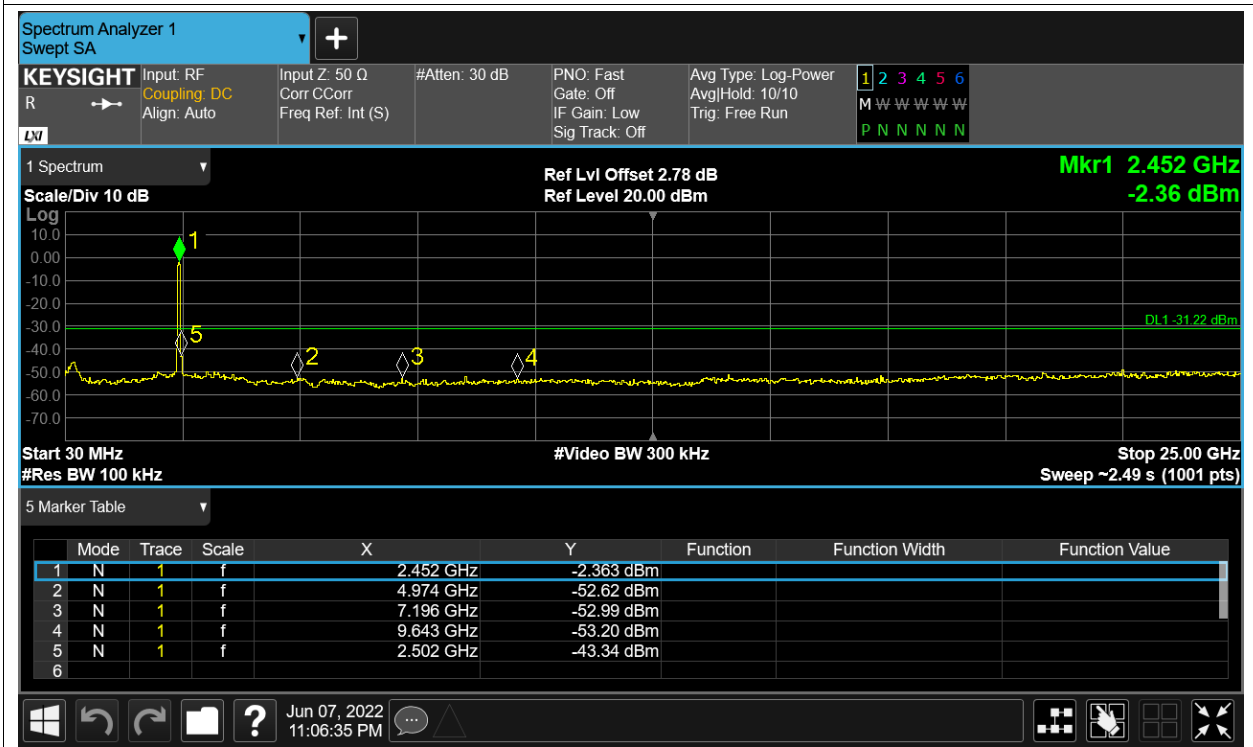 Spectrum Analyzer 1
Swept SA
KEYSIGHT
R
LXI
Input: RF
Coupling: DC
Align: Auto
Input Z: 50 Ω
Corr CCorr
Freq Ref: Int (S)
#Atten: 30 dB
PNO: Fast
Gate: Off
IF Gain: Low
Sig Track: Off
Avg Type: Log-Power
Avg|Hold: 10/10
Trig: Free Run
1 2 3 4 5 6
M W W W W W
P N N N N N
1 Spectrum
Scale/Div 10 dB
Ref Lvl Offset 2.78 dB
Ref Level 20.00 dBm
Mkr1 2.452 GHz
-2.36 dBm
Log
10.0
0.00
-10.0
-20.0
-30.0
-40.0
-50.0
-60.0
-70.0
1
5
2
3
4
DL1 -31.22 dBm
Start 30 MHz
#Res BW 100 kHz
#Video BW 300 kHz
Stop 25.00 GHz
Sweep ~2.49 s (1001 pts)
5 Marker Table
Mode Trace Scale X Y Function Function Width Function Value
1 N 1 f 2.452 GHz -2.363 dBm
2 N 1 f 4.974 GHz -52.62 dBm
3 N 1 f 7.196 GHz -52.99 dBm
4 N 1 f 9.643 GHz -53.20 dBm
5 N 1 f 2.502 GHz -43.34 dBm
6
?
Jun 07, 2022
11:06:35 PM